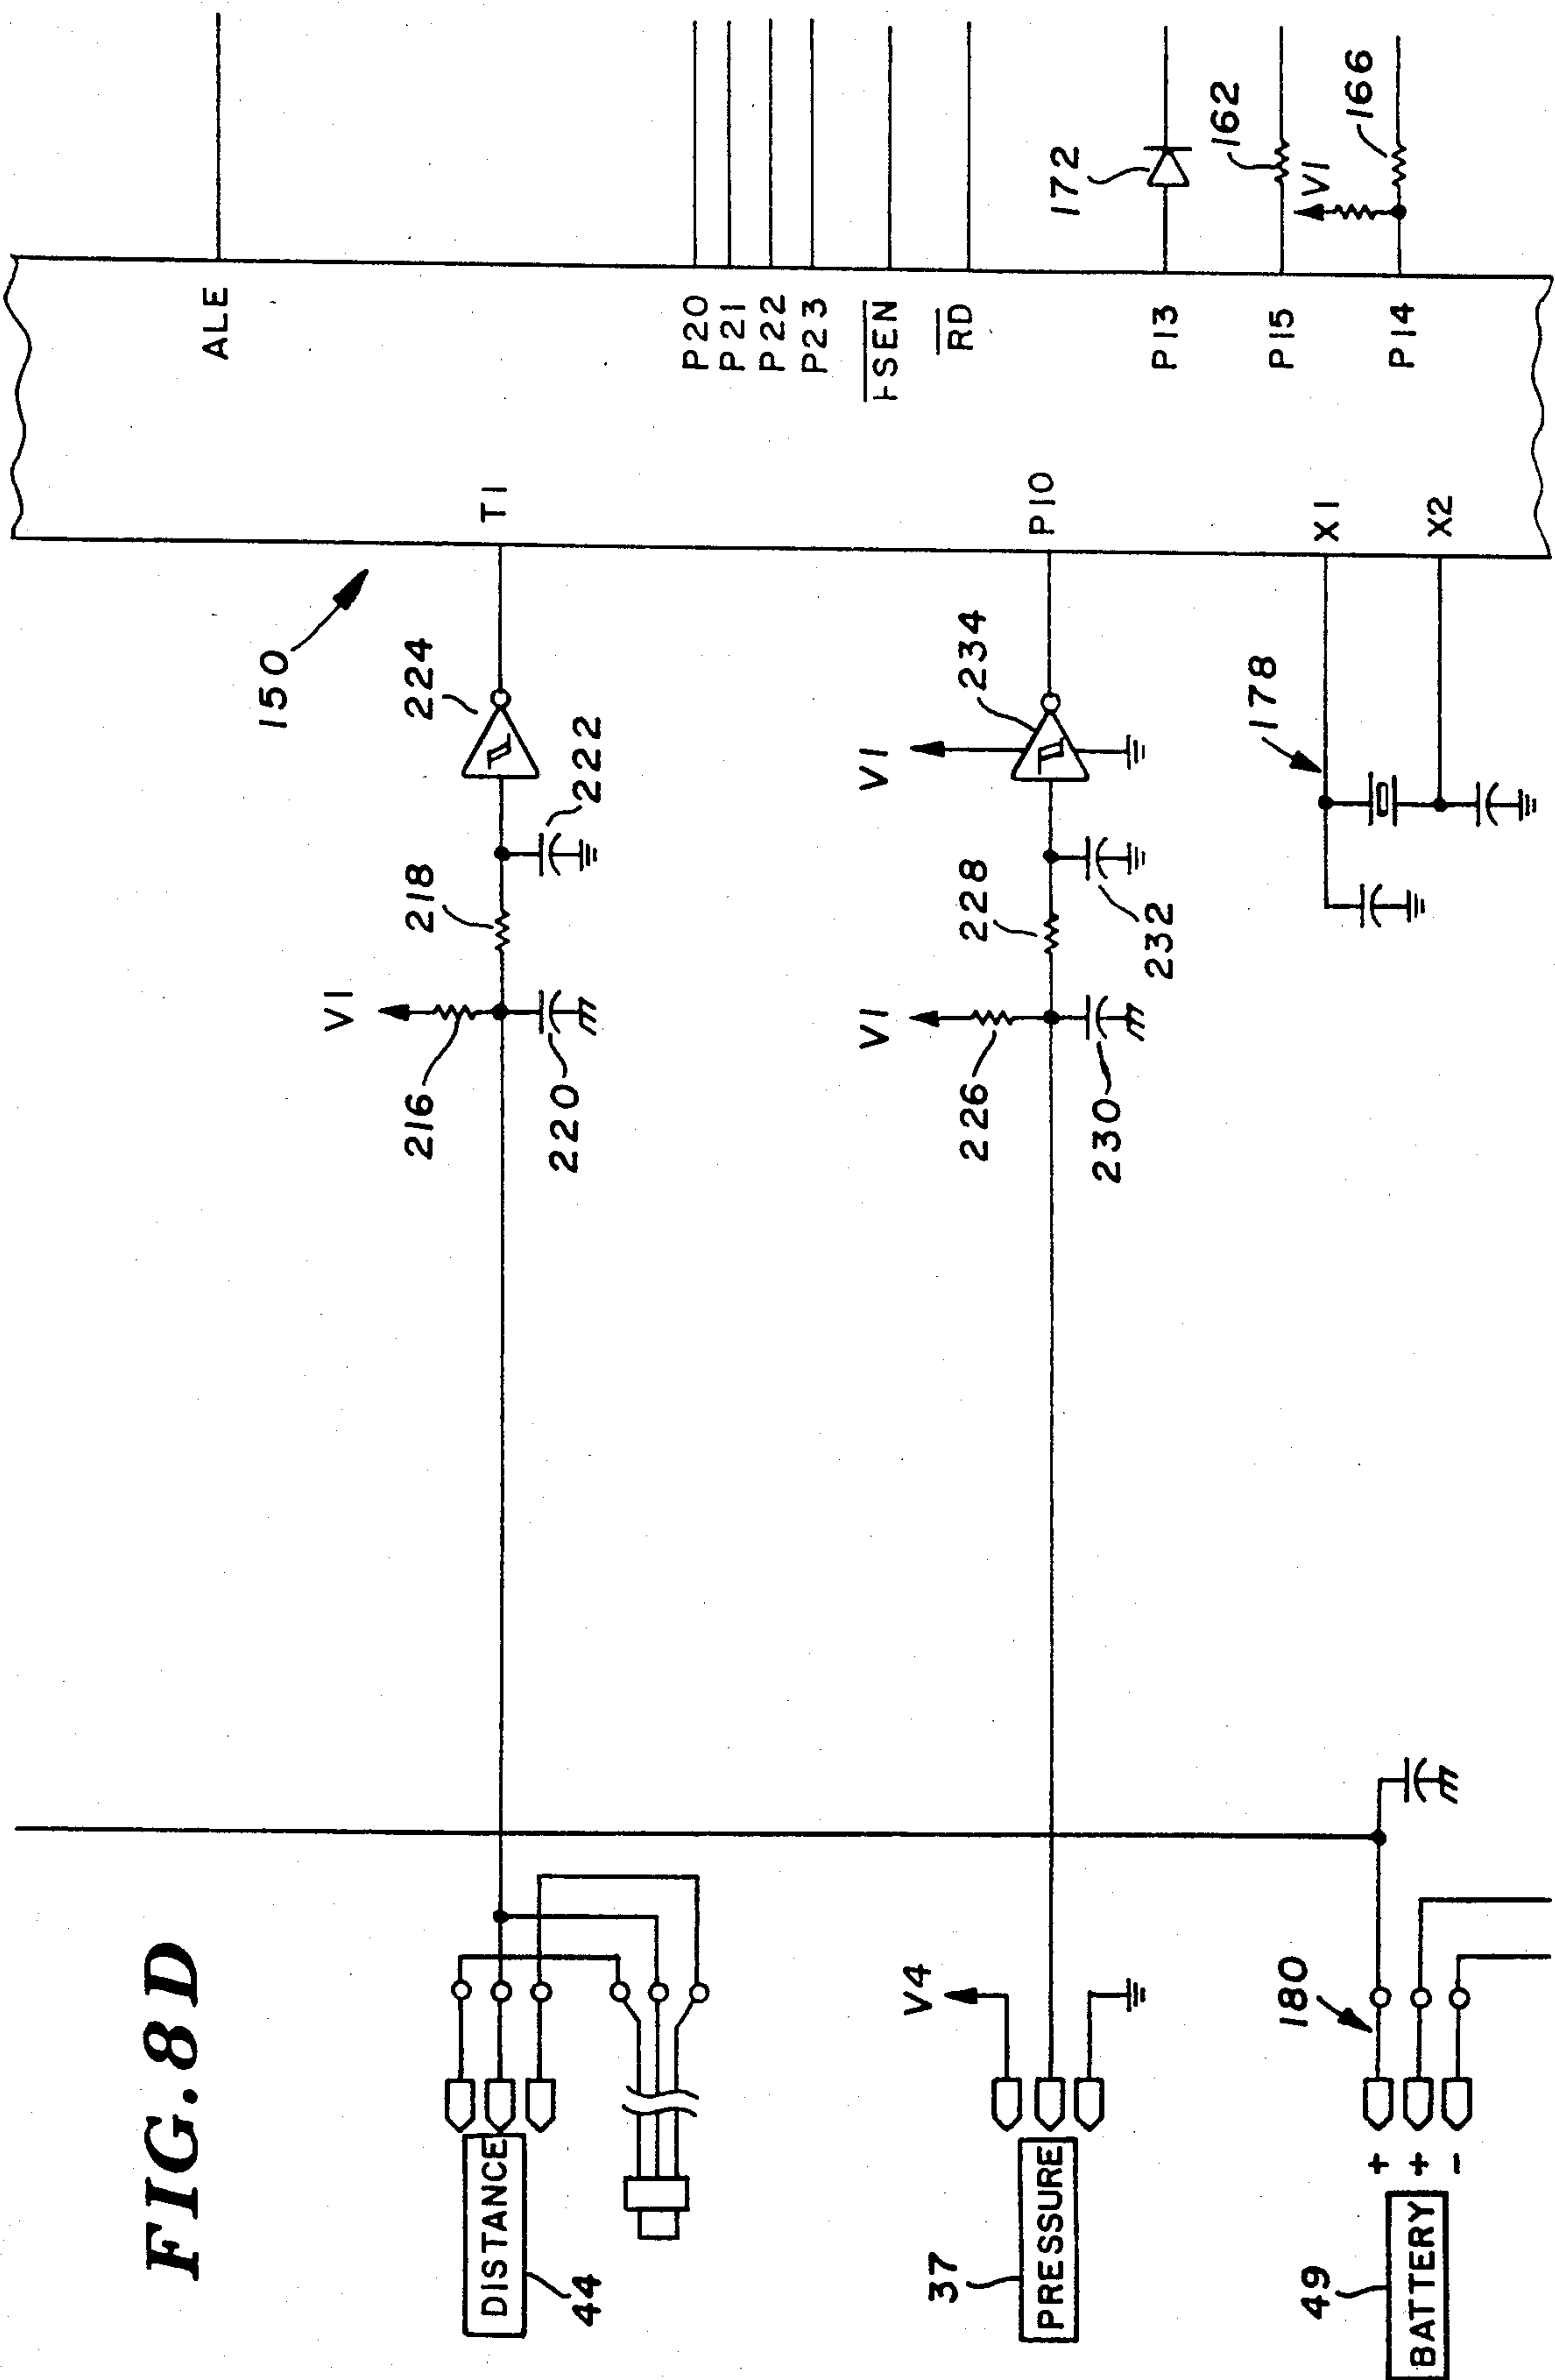 FIG. 8D
150
ALE
V1
216
218
224
T1
220
222
DISTANCE
44
P20
P21
P22
P23
RD
V1
V1
226
228
234
P10
230
232
V4
37
PRESSURE
172
P13
162
P15
V1
166
P14
178
X1
X2
180
49
BATTERY
+
+
-